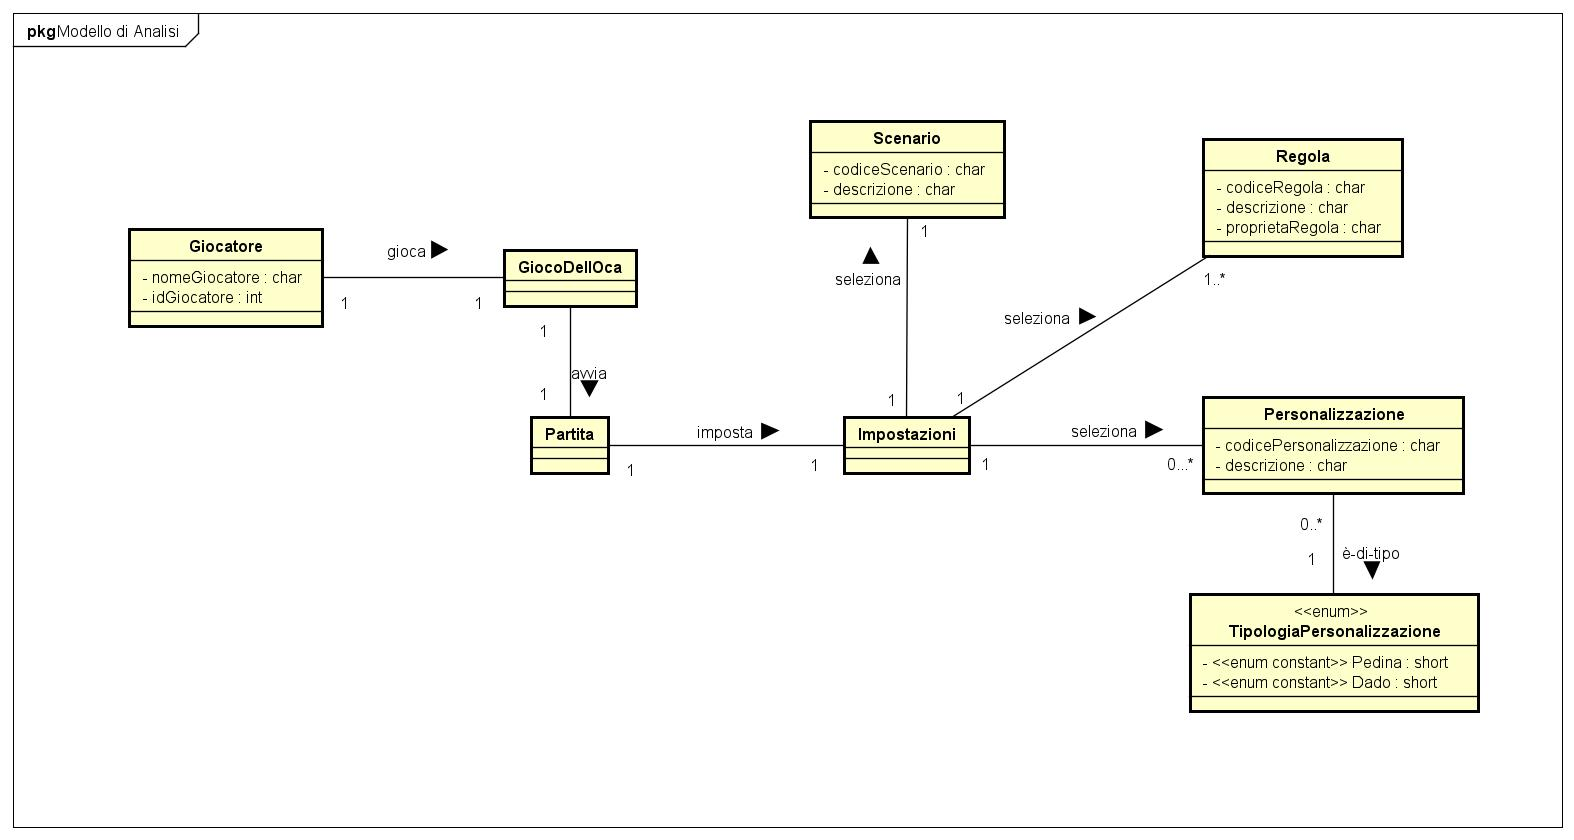 pkg Modello di Analisi
Scenario
- codiceScenario : char
- descrizione : char
Regola
- codiceRegola : char
- descrizione : char
- proprietaRegola : char
Giocatore
- nomeGiocatore : char
- idGiocatore : int
gioca
1
1
GiocoDellOca
1
seleziona
1
1..*
seleziona
1
avvia
1
1
1
Partita
imposta
1
1
Impostazioni
seleziona
1
0...*
Personalizzazione
- codicePersonalizzazione : char
- descrizione : char
0..*
1
è-di-tipo
<<enum>>
TipologiaPersonalizzazione
- <<enum constant>> Pedina : short
- <<enum constant>> Dado : short